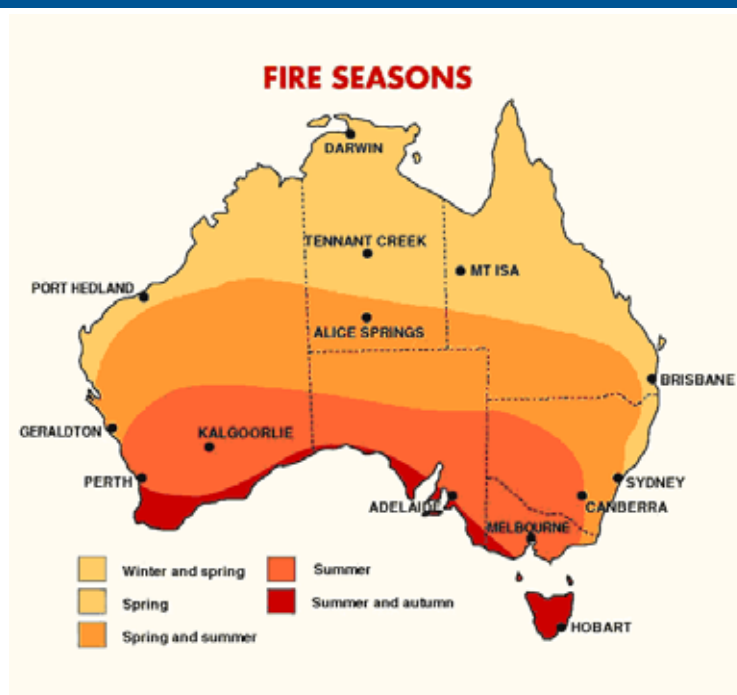 FIRE SEASONS
DARWIN
TENNANT CREEK
MT ISA
PORT HEDLAND
ALICE SPRINGS
BRISBANE
GERALDTON
KALGOORLIE
PERTH
SYDNEY
ADELAIDE
CANBERRA
MELBOURNE
Winter and spring
Summer
Spring
Summer and autumn
Spring and summer
HOBART